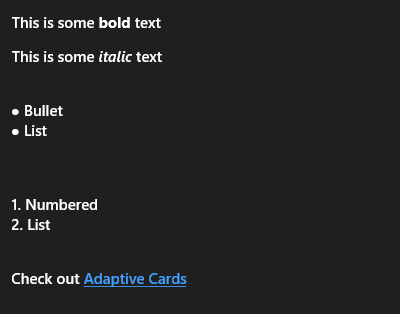 This is some bold text
This is some italic text
● Bullet
● List
1. Numbered
2. List
Check out Adaptive Cards